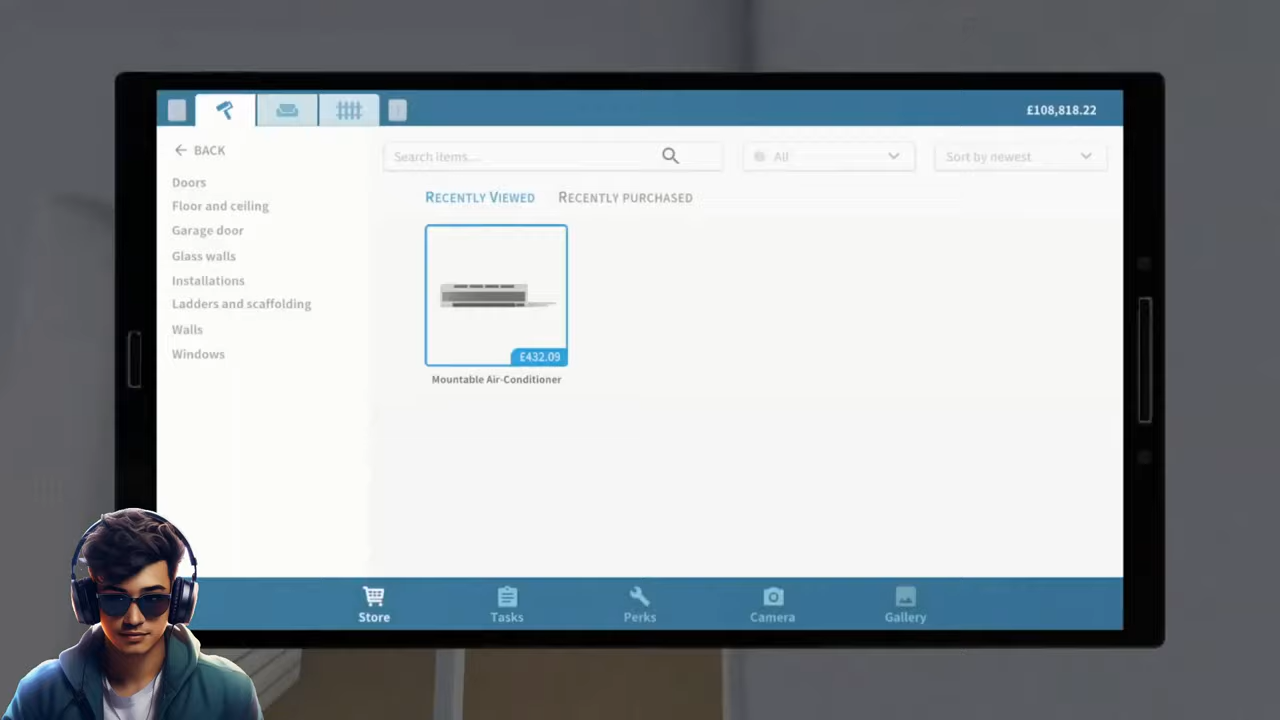 £108,818.22
BACK
Search items...
All
Sort by newest
Doors
Floor and ceiling
Garage door
Glass walls
Installations
Ladders and scaffolding
Walls
Windows
RECENTLY VIEWED
RECENTLY PURCHASED
£432.09
Mountable Air-Conditioner
Store
Tasks
Perks
Camera
Gallery